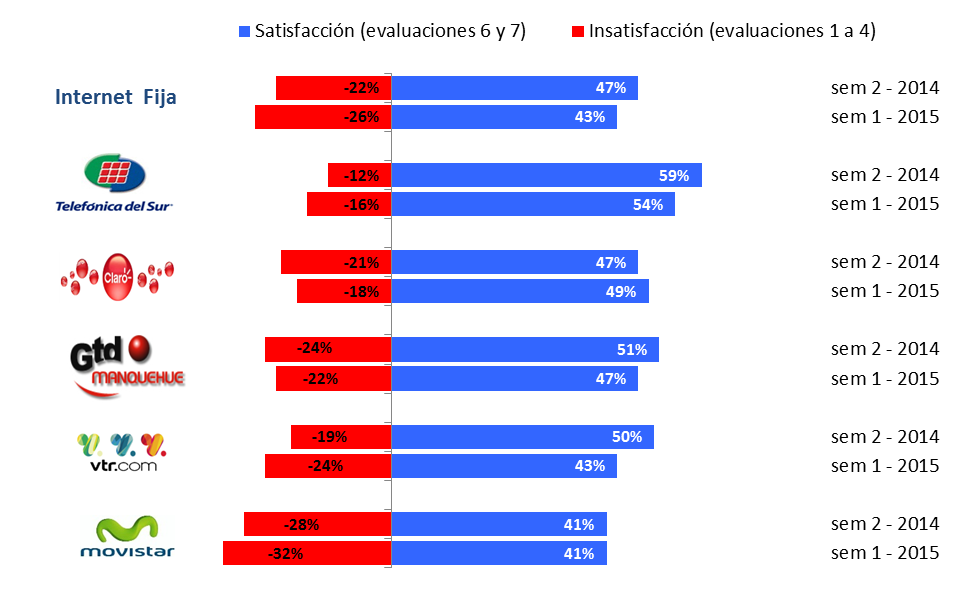 Satisfacción (evaluaciones 6 y 7) Insatisfacción (evaluaciones 1 a 4)
Internet Fija -22% 47% sem 2 - 2014
-26% 43% sem 1 - 2015
Telefónica del Sur -12% 59% sem 2 - 2014
-16% 54% sem 1 - 2015
Claro -21% 47% sem 2 - 2014
-18% 49% sem 1 - 2015
Gtd -24% 51% sem 2 - 2014
MANQUEHUE -22% 47% sem 1 - 2015
-19% 50% sem 2 - 2014
vtr.com -24% 43% sem 1 - 2015
-28% 41% sem 2 - 2014
movistar -32% 41% sem 1 - 2015